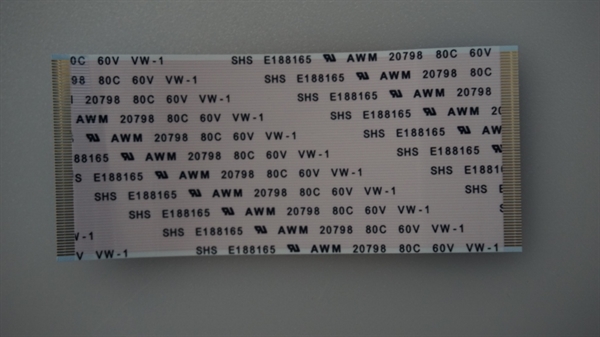 0C 60V VW-1 SHS E188165 AWM 20798 80C 60V
98 80C 60V VW-1 SHS E188165 AWM 20798 80C
20798 80C 60V VW-1 SHS E188165 AWM 20798 8
AWM 20798 80C 60V VW-1 SHS E188165 AWM 20
AWM 20798 80C 60V VW-1 SHS E188165 AW
188165 AWM 20798 80C 60V VW-1 SHS E188165
S E188165 AWM 20798 80C 60V VW-1 SHS E1881
SHS E188165 AWM 20798 80C 60V VW-1 SHS E
SHS E188165 AWM 20798 80C 60V VW-1 S
W-1 SHS E188165 AWM 20798 80C 60V VW-1
V VW-1 SHS E188165 AWM 20798 80C 60V VW-1